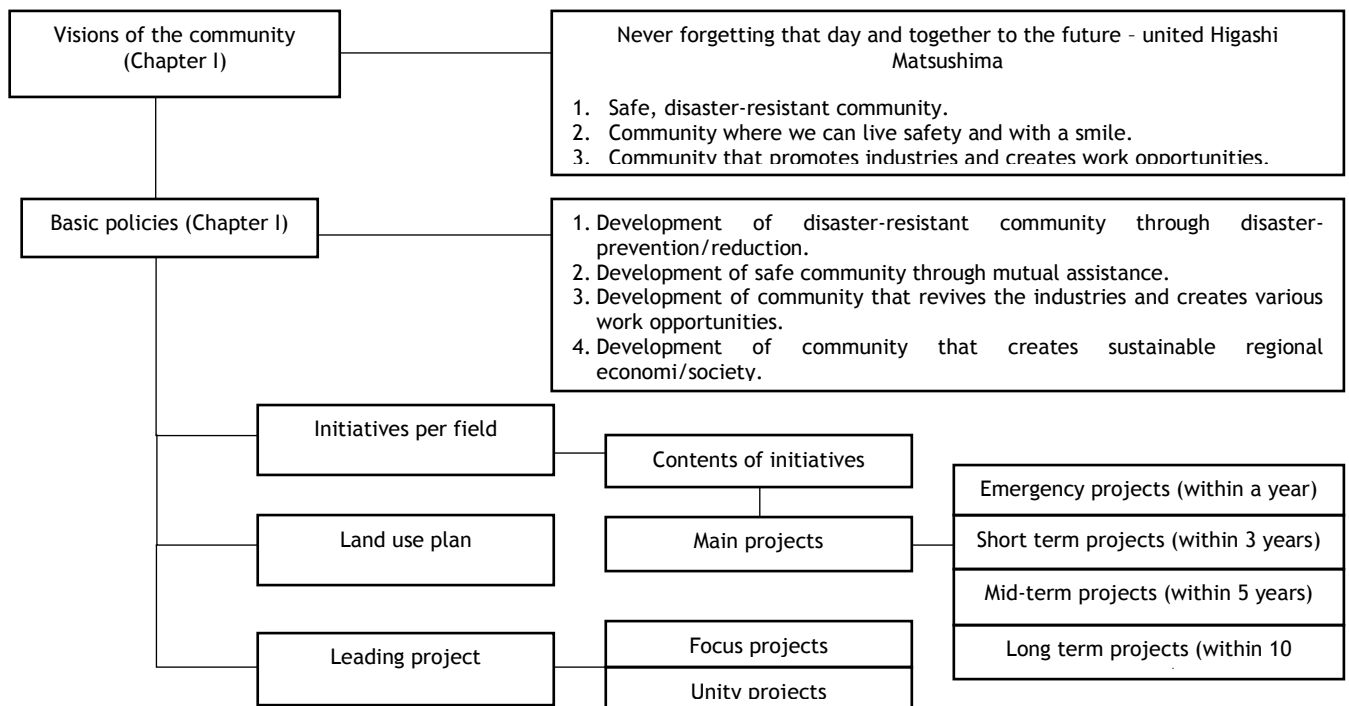 Visions of the community
(Chapter I)
Never forgetting that day and together to the future – united Higashi
Matsushima
1. Safe, disaster-resistant community.
2. Community where we can live safety and with a smile.
3. Community that promotes industries and creates work opportunities.
Basic policies (Chapter I)
1. Development of disaster-resistant community through disaster-
prevention/reduction.
2. Development of safe community through mutual assistance.
3. Development of community that revives the industries and creates various
work opportunities.
4. Development of community that creates sustainable regional
economi/society.
Initiatives per field
Contents of initiatives
Main projects
Emergency projects (within a year)
Short term projects (within 3 years)
Mid-term projects (within 5 years)
Long term projects (within 10
Land use plan
Leading project
Focus projects
Unity projects